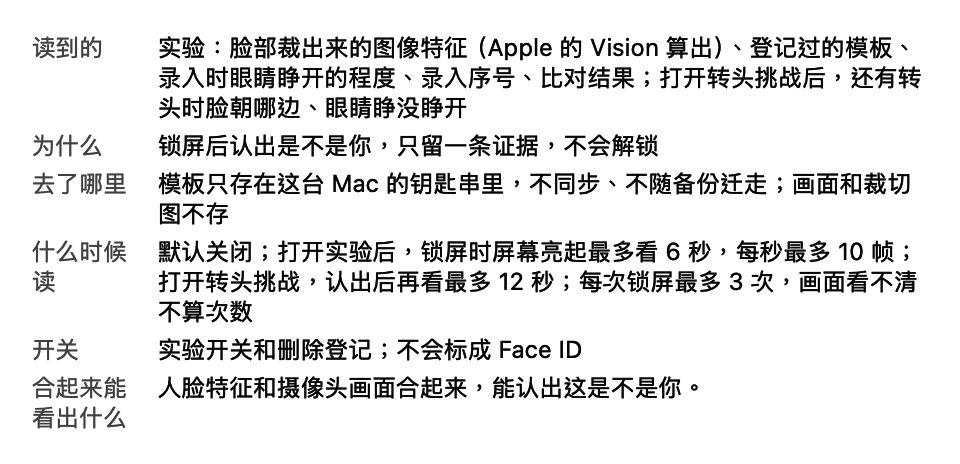 读到的 实验：脸部裁出来的图像特征（Apple 的 Vision 算出）、登记过的模板、
录入时眼睛睁开的程度、录入序号、比对结果；打开转头挑战后，还有转
头时脸朝哪边、眼睛睁没睁开
为什么 锁屏后认出是不是你，只留一条证据，不会解锁
去了哪里 模板只存在这台 Mac 的钥匙串里，不同步、不随备份迁走；画面和裁切
图不存
什么时候 默认关闭；打开实验后，锁屏时屏幕亮起最多看 6 秒，每秒最多 10 帧；
读 打开转头挑战，认出后再看最多 12 秒；每次锁屏最多 3 次，画面看不清
不算次数
开关 实验开关和删除登记；不会标成 Face ID
合起来能 人脸特征和摄像头画面合起来，能认出这是不是你。
看出什么